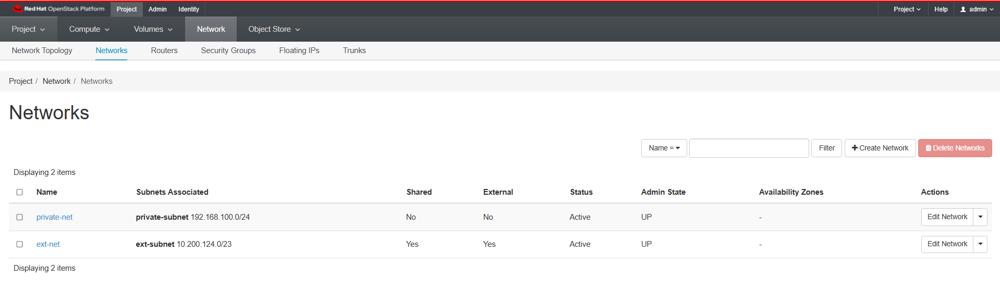 Red Hat OpenStack Platform Project Admin Identity Project Help admin
Project Compute Volumes Network Object Store
Network Topology Networks Routers Security Groups Floating IPs Trunks
Project / Network / Networks
Networks
Name = Filter + Create Network Delete Networks
Displaying 2 items
Name Subnets Associated Shared External Status Admin State Availability Zones Actions
private-net private-subnet 192.168.100.0/24 No No Active UP - Edit Network
ext-net ext-subnet 10.200.124.0/23 Yes Yes Active UP - Edit Network
Displaying 2 items